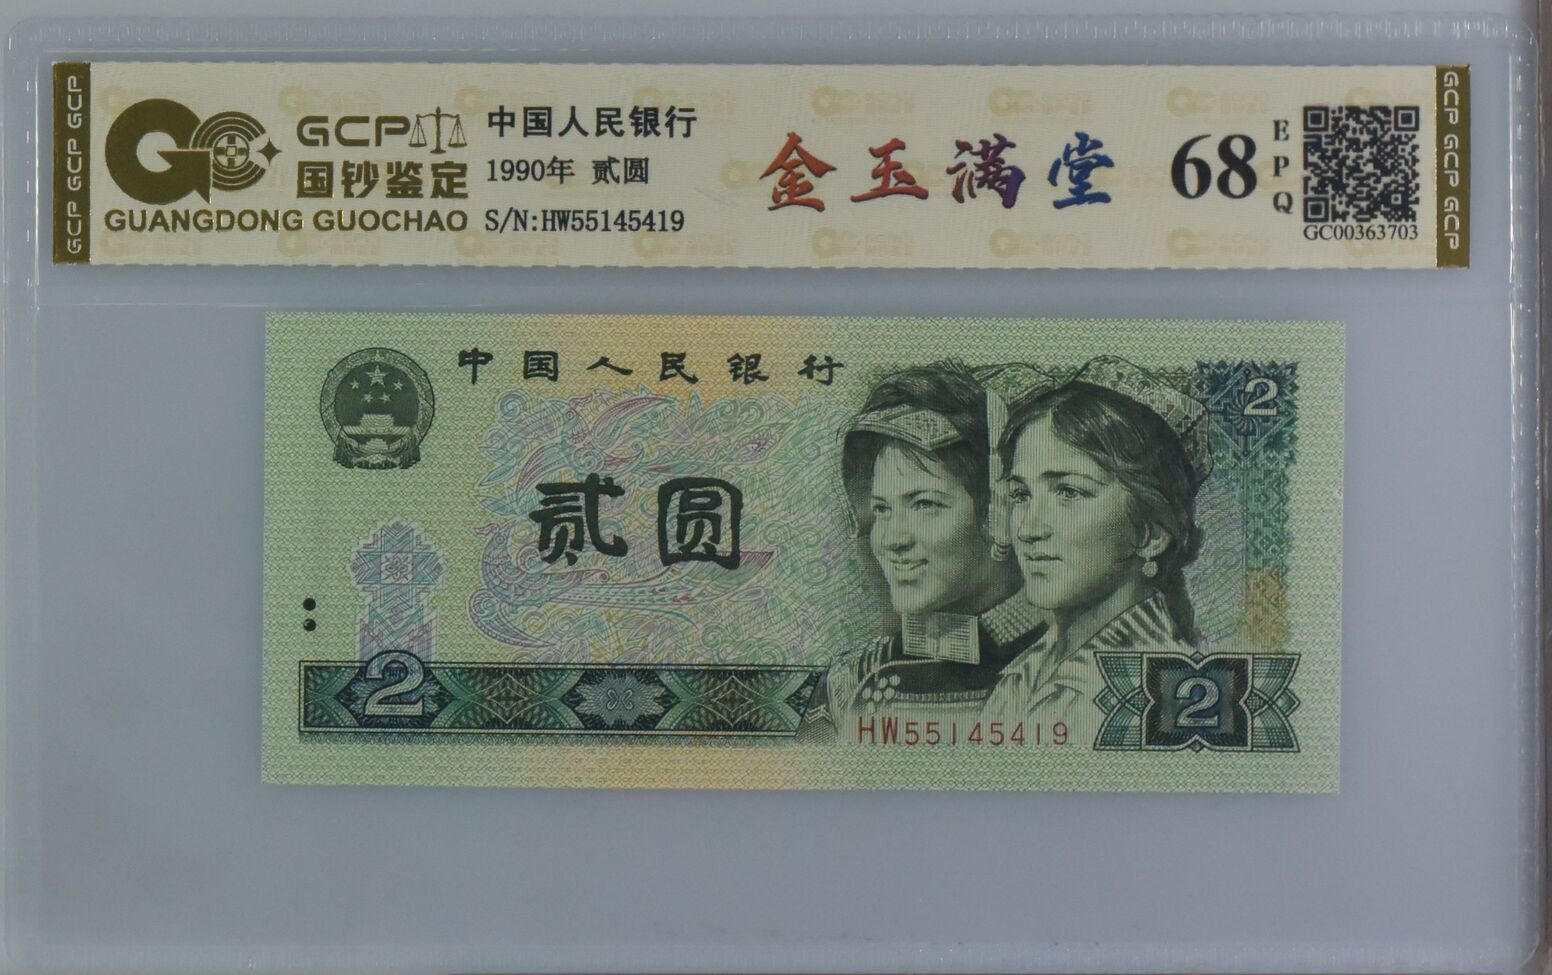 GCP GCP GCP
GCP
国钞鉴定
GUANGDONG GUOCHAO
中国人民银行
1990年 贰圆
S/N:HW55145419
金玉满堂
68
EPQ
GC00363703
GCP GCP GCP
中国人民银行
2
贰圆
2
HW55145419
2